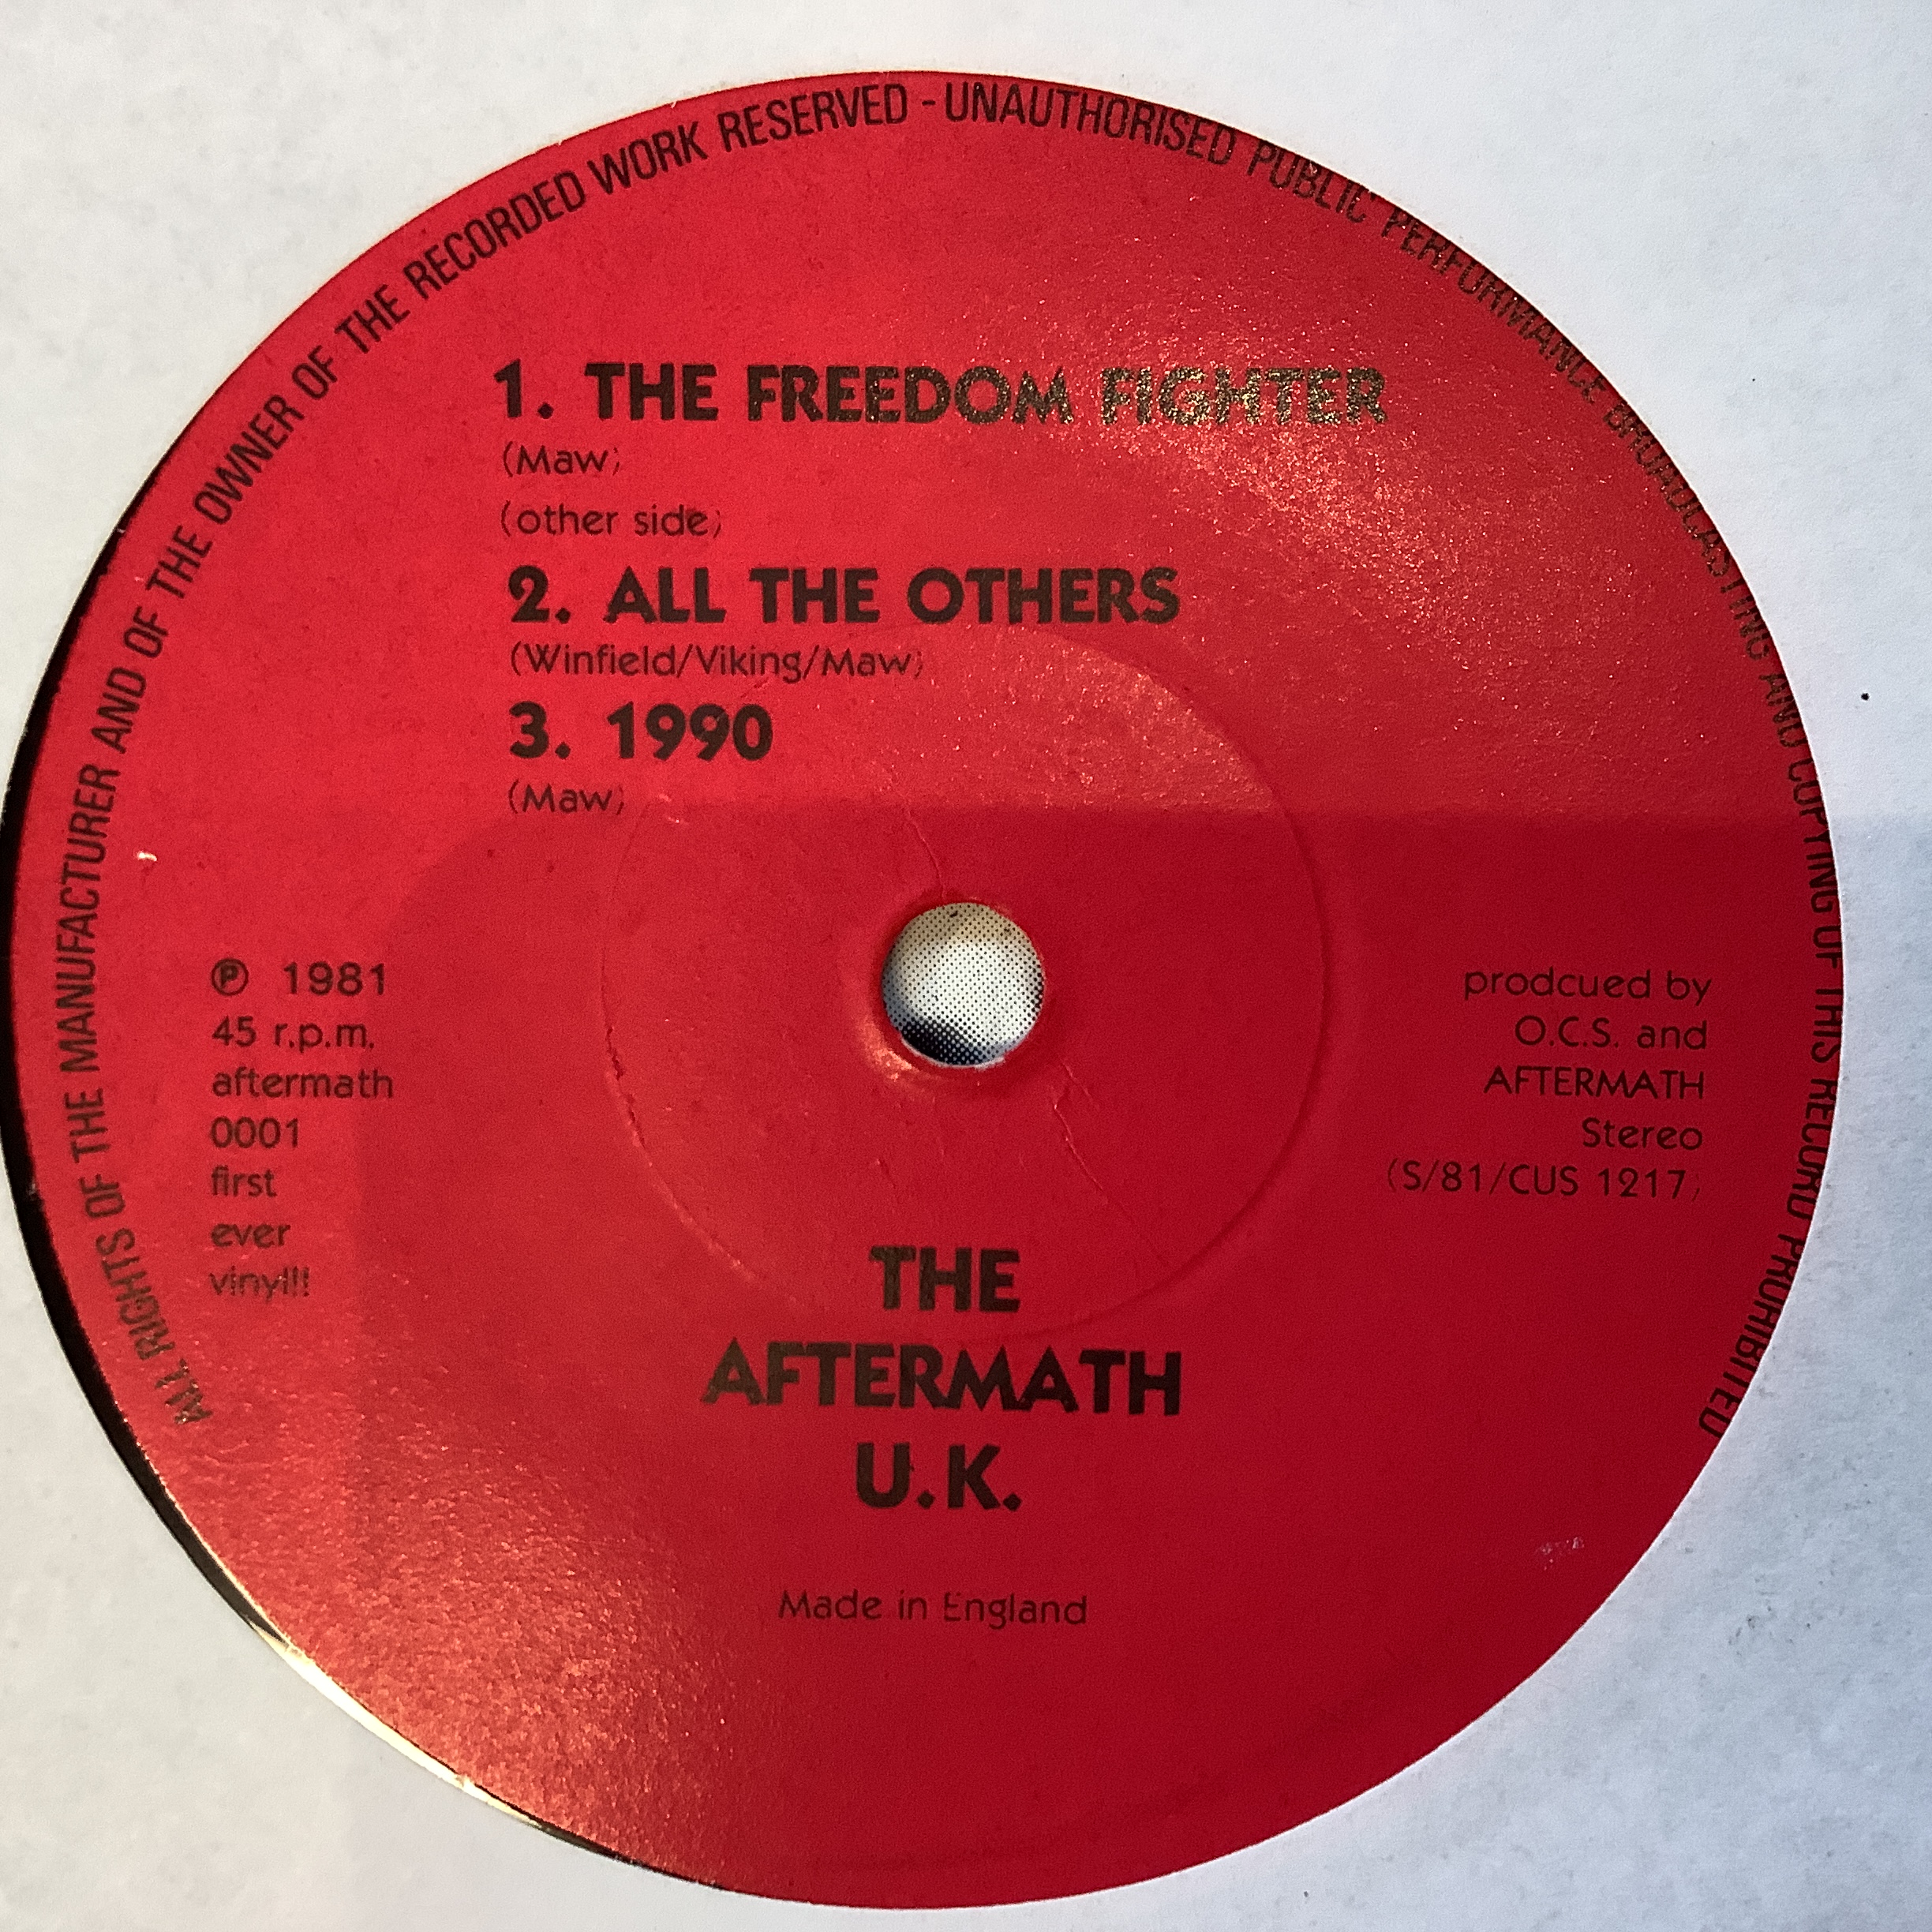 ALL RIGHTS OF THE MANUFACTURER AND OF THE OWNER OF THE RECORDED WORK RESERVED - UNAUTHORISED PUBLIC PERFORMANCE BROADCASTING AND COPYING OF THIS RECORD PROHIBITED
1. THE FREEDOM FIGHTER
(Maw)
(other side)
2. ALL THE OTHERS
(Winfield/Viking/Maw)
3. 1990
(Maw)
℗ 1981
45 r.p.m.
aftermath
0001
first
ever
vinyl!!
prodcued by
O.C.S. and
AFTERMATH
Stereo
(S/81/CUS 1217)
THE
AFTERMATH
U.K.
Made in England